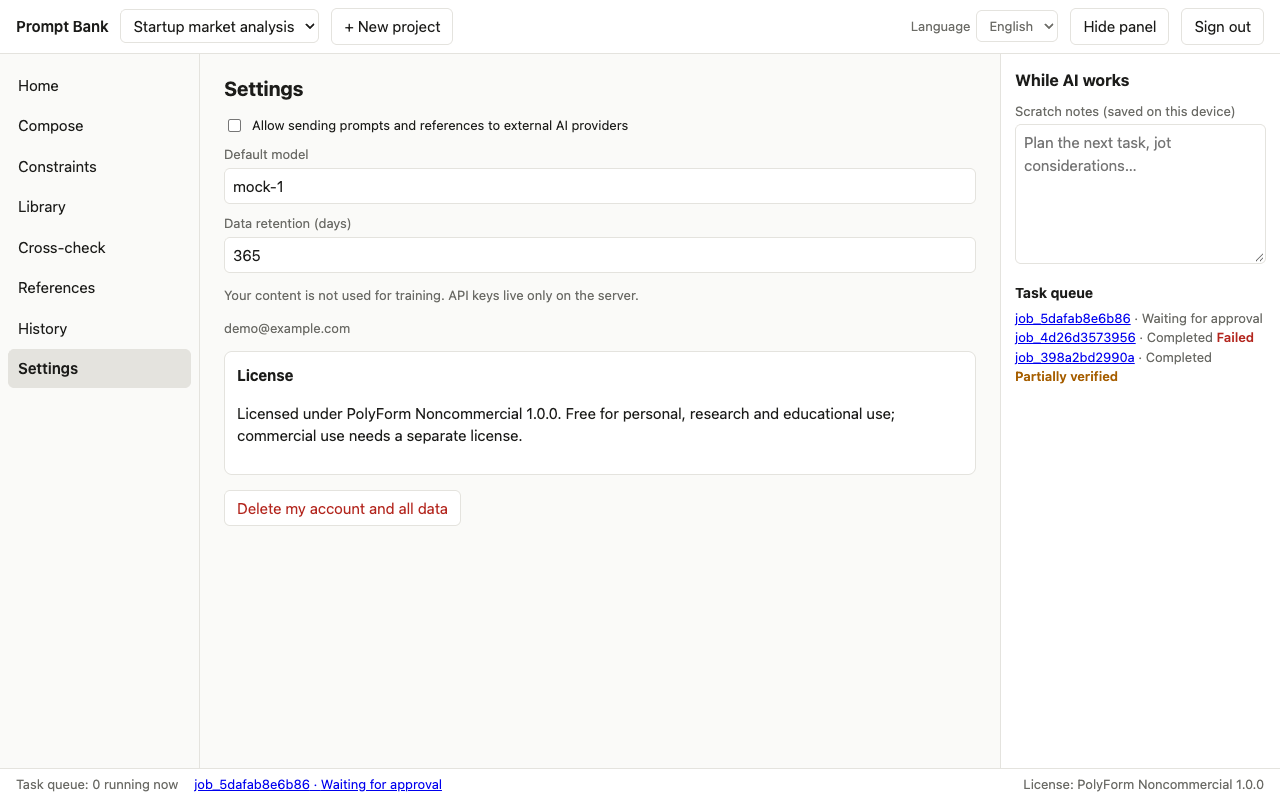 Prompt Bank
Startup market analysis
+ New project
Language
English
Hide panel
Sign out
Home
Compose
Constraints
Library
Cross-check
References
History
Settings
Settings
Allow sending prompts and references to external AI providers
Default model
mock-1
Data retention (days)
365
Your content is not used for training. API keys live only on the server.
demo@example.com
License
Licensed under PolyForm Noncommercial 1.0.0. Free for personal, research and educational use;
commercial use needs a separate license.
Delete my account and all data
While AI works
Scratch notes (saved on this device)
Plan the next task, jot
considerations...
Task queue
job_5dafab8e6b86 · Waiting for approval
job_4d26d3573956 · Completed Failed
job_398a2bd2990a · Completed
Partially verified
Task queue: 0 running now
job_5dafab8e6b86 · Waiting for approval
License: PolyForm Noncommercial 1.0.0